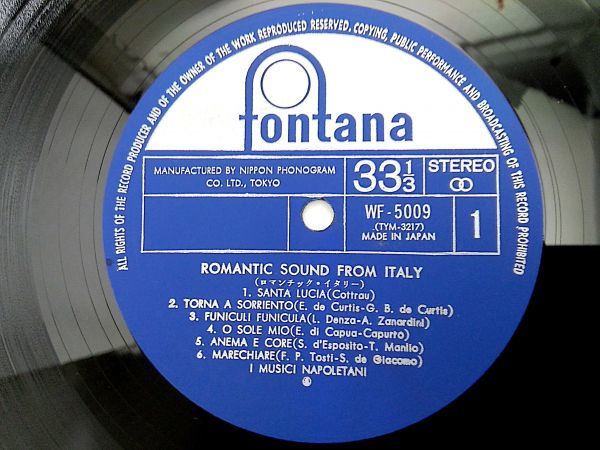 ALL RIGHTS OF THE RECORD PRODUCER AND OF THE OWNER OF THE WORK REPRODUCED RESERVED. COPYING, PUBLIC PERFORMANCE AND BROADCASTING OF THIS RECORD PROHIBITED
fontana
MANUFACTURED BY NIPPON PHONOGRAM
CO. LTD., TOKYO
33 1/3
STEREO
WF-5009
(TYM-3217)
MADE IN JAPAN
1
ROMANTIC SOUND FROM ITALY
(ロマンチック・イタリー)
1. SANTA LUCIA(Cottrau)
2. TORNA A SORRIENTO(E. de Curtis-G. B. de Curtis)
3. FUNICULI FUNICULA(L. Denza-A. Zanardini)
4. O SOLE MIO(E. di Capua-Capurro)
5. ANEMA E CORE(S. d'Esposito-T. Manlio)
6. MARECHIARE(F. P. Tosti-S. de Giacomo)
I MUSICI NAPOLETANI